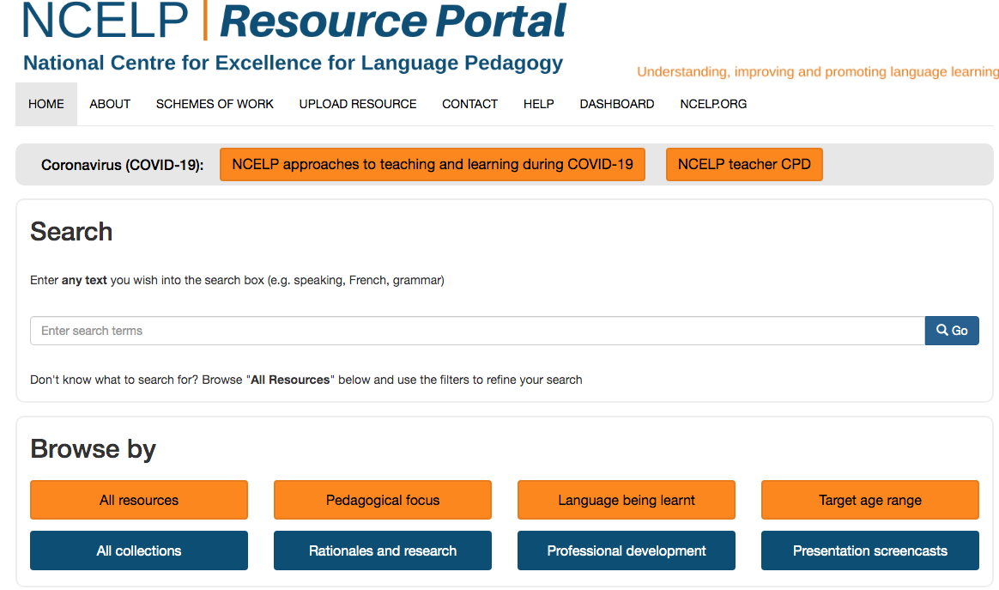 NCELP | Resource Portal
National Centre for Excellence for Language Pedagogy
Understanding, improving and promoting language learning
HOME ABOUT SCHEMES OF WORK UPLOAD RESOURCE CONTACT HELP DASHBOARD NCELP.ORG
Coronavirus (COVID-19): NCELP approaches to teaching and learning during COVID-19 NCELP teacher CPD
Search
Enter any text you wish into the search box (e.g. speaking, French, grammar)
Enter search terms Go
Don't know what to search for? Browse "All Resources" below and use the filters to refine your search
Browse by
All resources Pedagogical focus Language being learnt Target age range
All collections Rationales and research Professional development Presentation screencasts